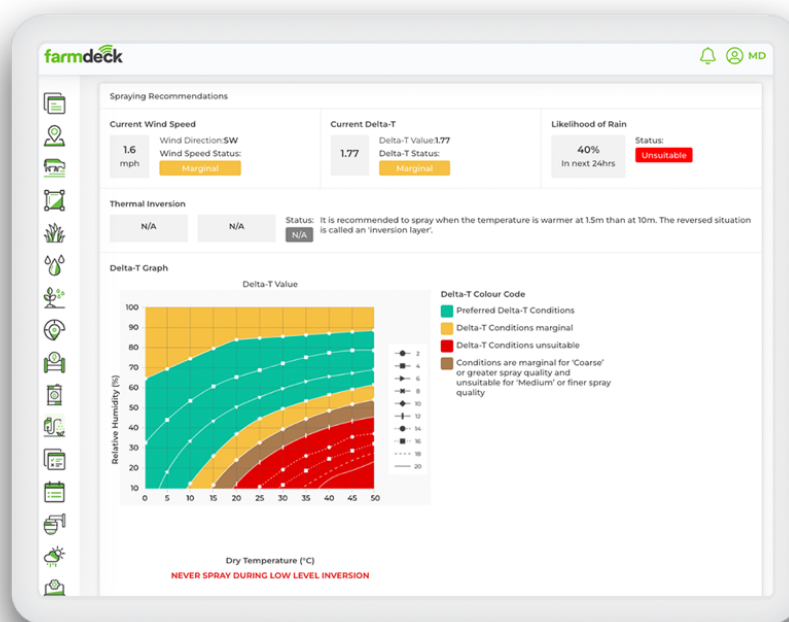 farmdeck
MD
Spraying Recommendations
Current Wind Speed
1.6
mph
Wind Direction:SW
Wind Speed Status:
Marginal
Current Delta-T
1.77
Delta-T Value:1.77
Delta-T Status:
Marginal
Likelihood of Rain
40%
In next 24hrs
Status:
Unsuitable
Thermal Inversion
N/A
N/A
Status:
N/A
It is recommended to spray when the temperature is warmer at 1.5m than at 10m. The reversed situation
is called an 'inversion layer'.
Delta-T Graph
Delta-T Value
100
90
80
70
60
50
40
30
20
10
Relative Humidity (%)
0 5 10 15 20 25 30 35 40 45 50
2
4
6
8
10
12
14
16
18
20
Delta-T Colour Code
Preferred Delta-T Conditions
Delta-T Conditions marginal
Delta-T Conditions unsuitable
Conditions are marginal for 'Coarse'
or greater spray quality and
unsuitable for 'Medium' or finer spray
quality
Dry Temperature (°C)
NEVER SPRAY DURING LOW LEVEL INVERSION